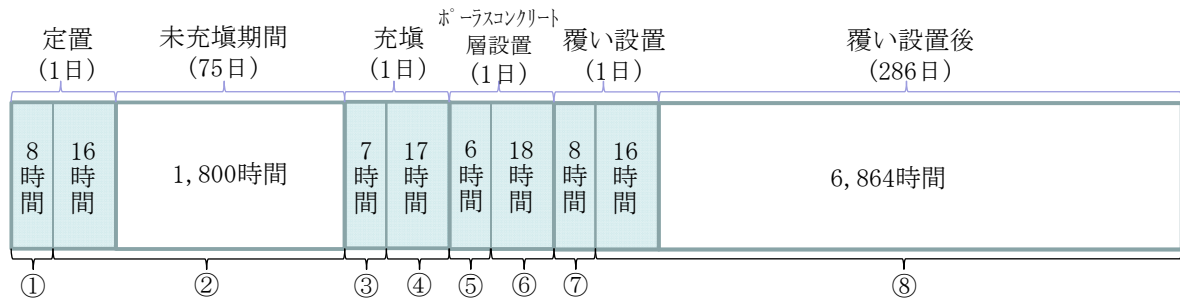 定置
(1日)
未充塡期間
(75日)
充塡
(1日)
ポーラスコンクリート
層設置
(1日)
覆い設置
(1日)
覆い設置後
(286日)
8
時
間
16
時
間
1,800時間
7
時
間
17
時
間
6
時
間
18
時
間
8
時
間
16
時
間
6,864時間
①
②
③
④
⑤
⑥
⑦
⑧